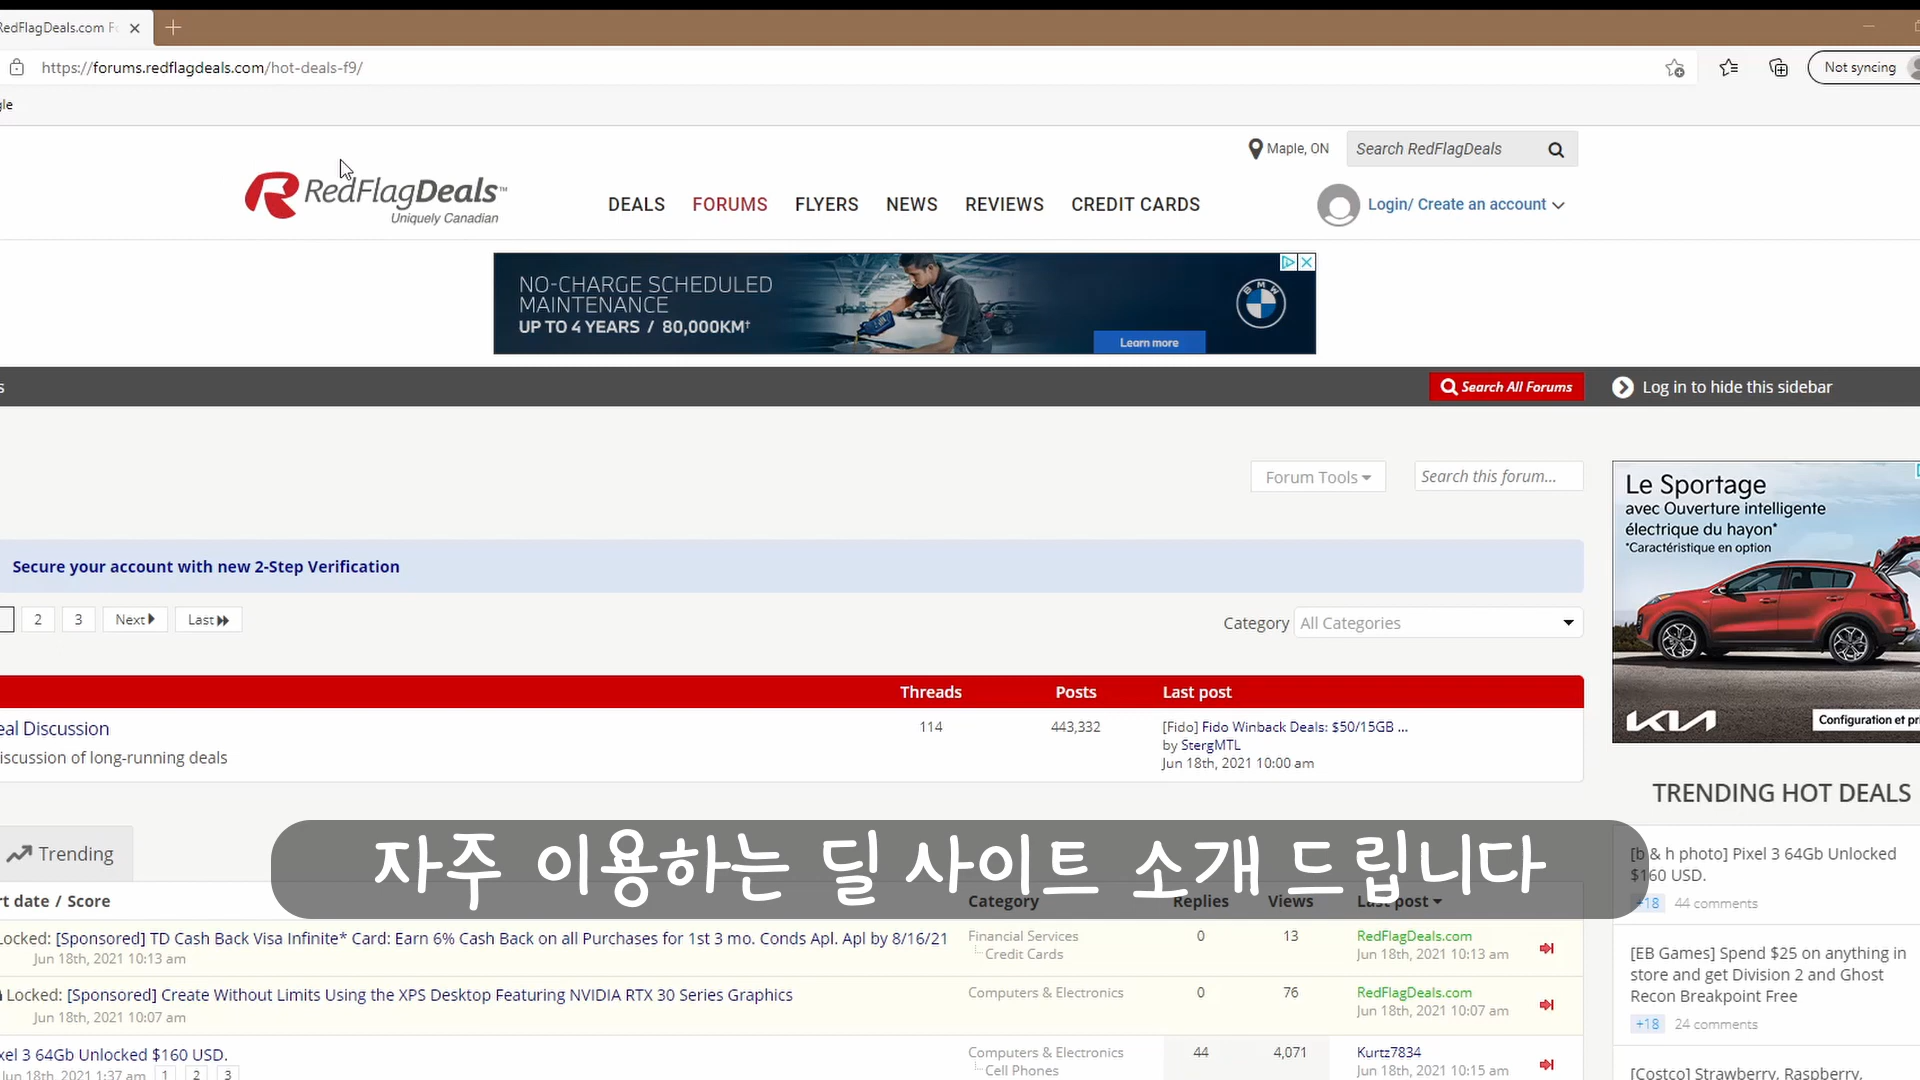 RedFlagDeals.com Fo
https://forums.redflagdeals.com/hot-deals-f9/
Not syncing
gle
Maple, ON
Search RedFlagDeals
RedFlagDeals™
Uniquely Canadian
DEALS FORUMS FLYERS NEWS REVIEWS CREDIT CARDS
Login/ Create an account
NO-CHARGE SCHEDULED
MAINTENANCE
UP TO 4 YEARS / 80,000KM†
Learn more
BMW
s
Search All Forums
Log in to hide this sidebar
Forum Tools
Search this forum...
Le Sportage
avec Ouverture intelligente
électrique du hayon*
*Caractéristique en option
KIA
Configuration et pri
Secure your account with new 2-Step Verification
2 3 Next Last
Category All Categories
Threads Posts Last post
eal Discussion
iscussion of long-running deals
114 443,332
[Fido] Fido Winback Deals: $50/15GB ...
by StergMTL
Jun 18th, 2021 10:00 am
TRENDING HOT DEALS
Trending
자주 이용하는 딜 사이트 소개 드립니다
rt date / Score Category Replies Views Last post
Locked: [Sponsored] TD Cash Back Visa Infinite* Card: Earn 6% Cash Back on all Purchases for 1st 3 mo. Conds Apl. Apl by 8/16/21
Jun 18th, 2021 10:13 am
Financial Services
Credit Cards
0 13
RedFlagDeals.com
Jun 18th, 2021 10:13 am
Locked: [Sponsored] Create Without Limits Using the XPS Desktop Featuring NVIDIA RTX 30 Series Graphics
Jun 18th, 2021 10:07 am
Computers & Electronics
0 76
RedFlagDeals.com
Jun 18th, 2021 10:07 am
xel 3 64Gb Unlocked $160 USD.
Jun 18th, 2021 1:37 am 1 2 3
Computers & Electronics
Cell Phones
44 4,071
Kurtz7834
Jun 18th, 2021 10:15 am
[b & h photo] Pixel 3 64Gb Unlocked
$160 USD.
+18 44 comments
[EB Games] Spend $25 on anything in
store and get Division 2 and Ghost
Recon Breakpoint Free
+18 24 comments
[Costco] Strawberry, Raspberry,